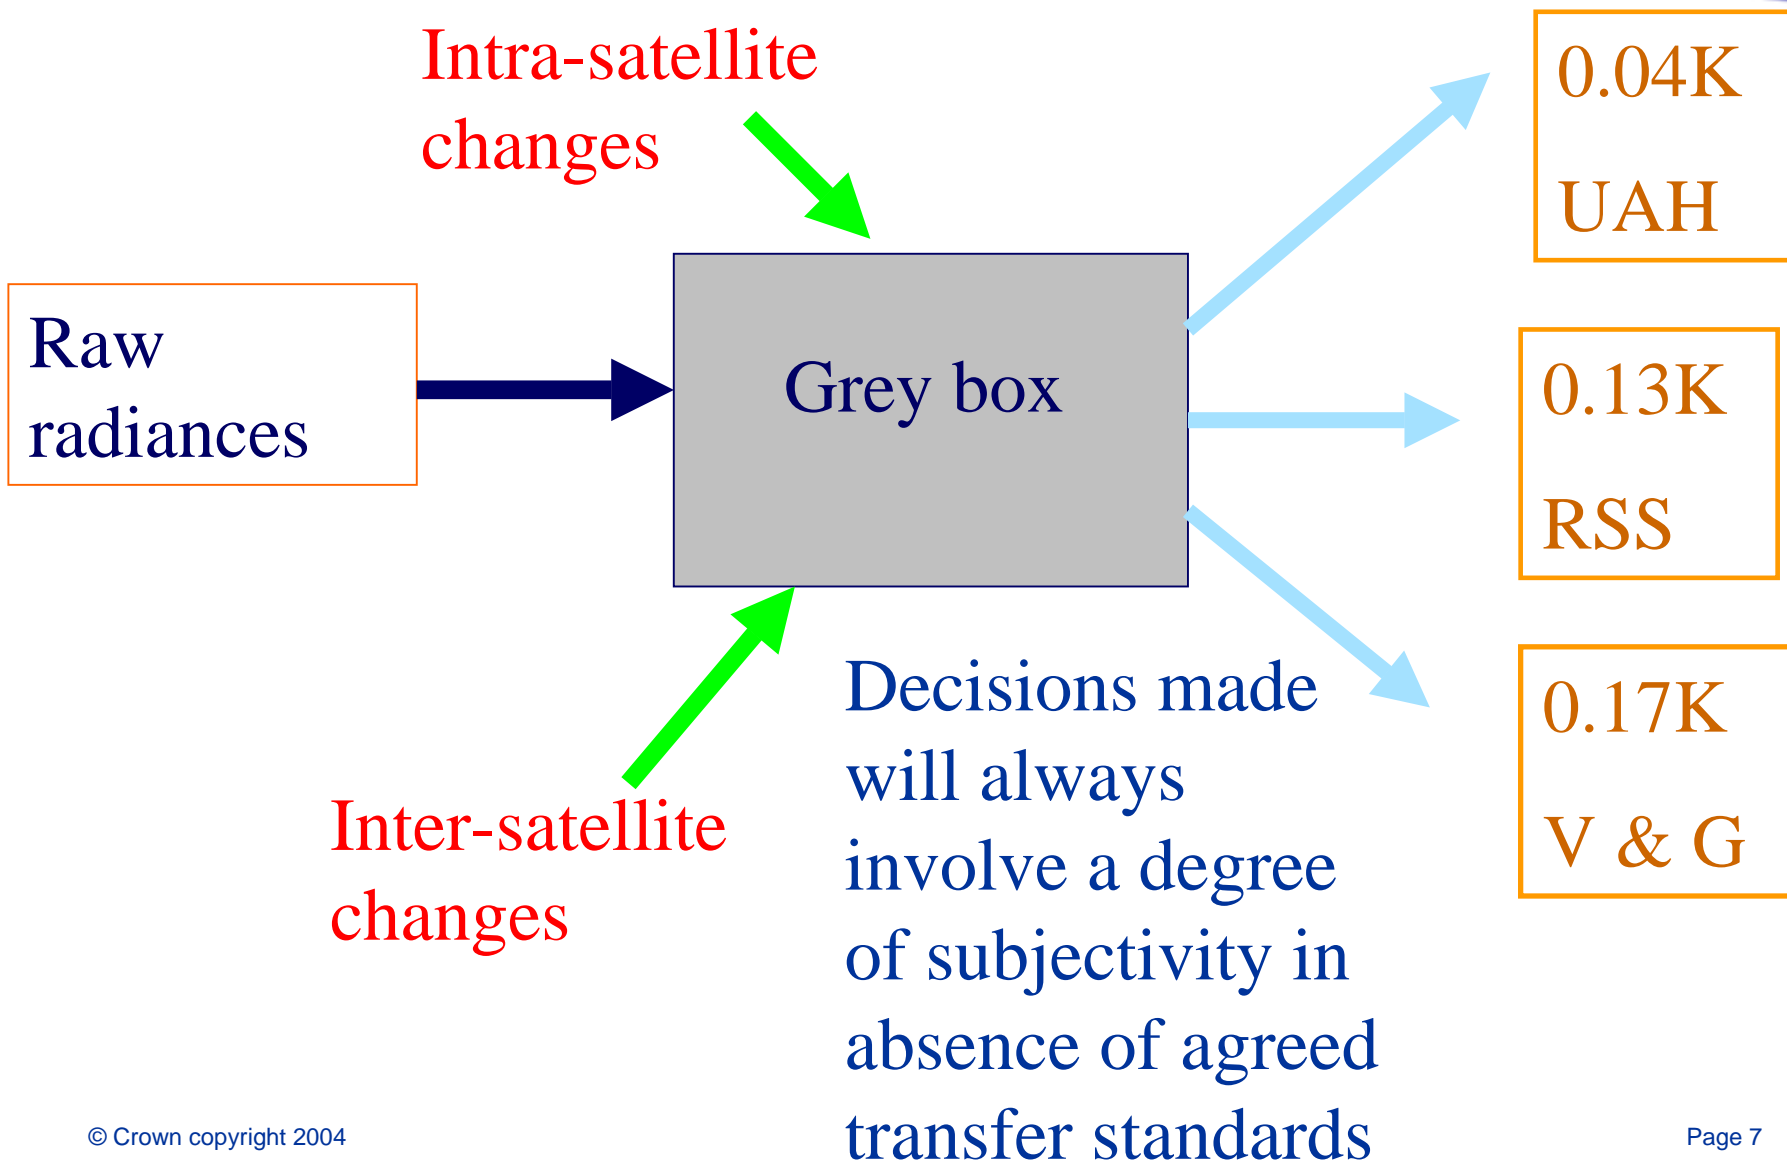 Intra-satellite
changes
0.04K
UAH
Raw
radiances
Grey box
0.13K
RSS
Inter-satellite
changes
Decisions made
will always
involve a degree
of subjectivity in
absence of agreed
transfer standards
0.17K
V & G
© Crown copyright 2004
Page 7